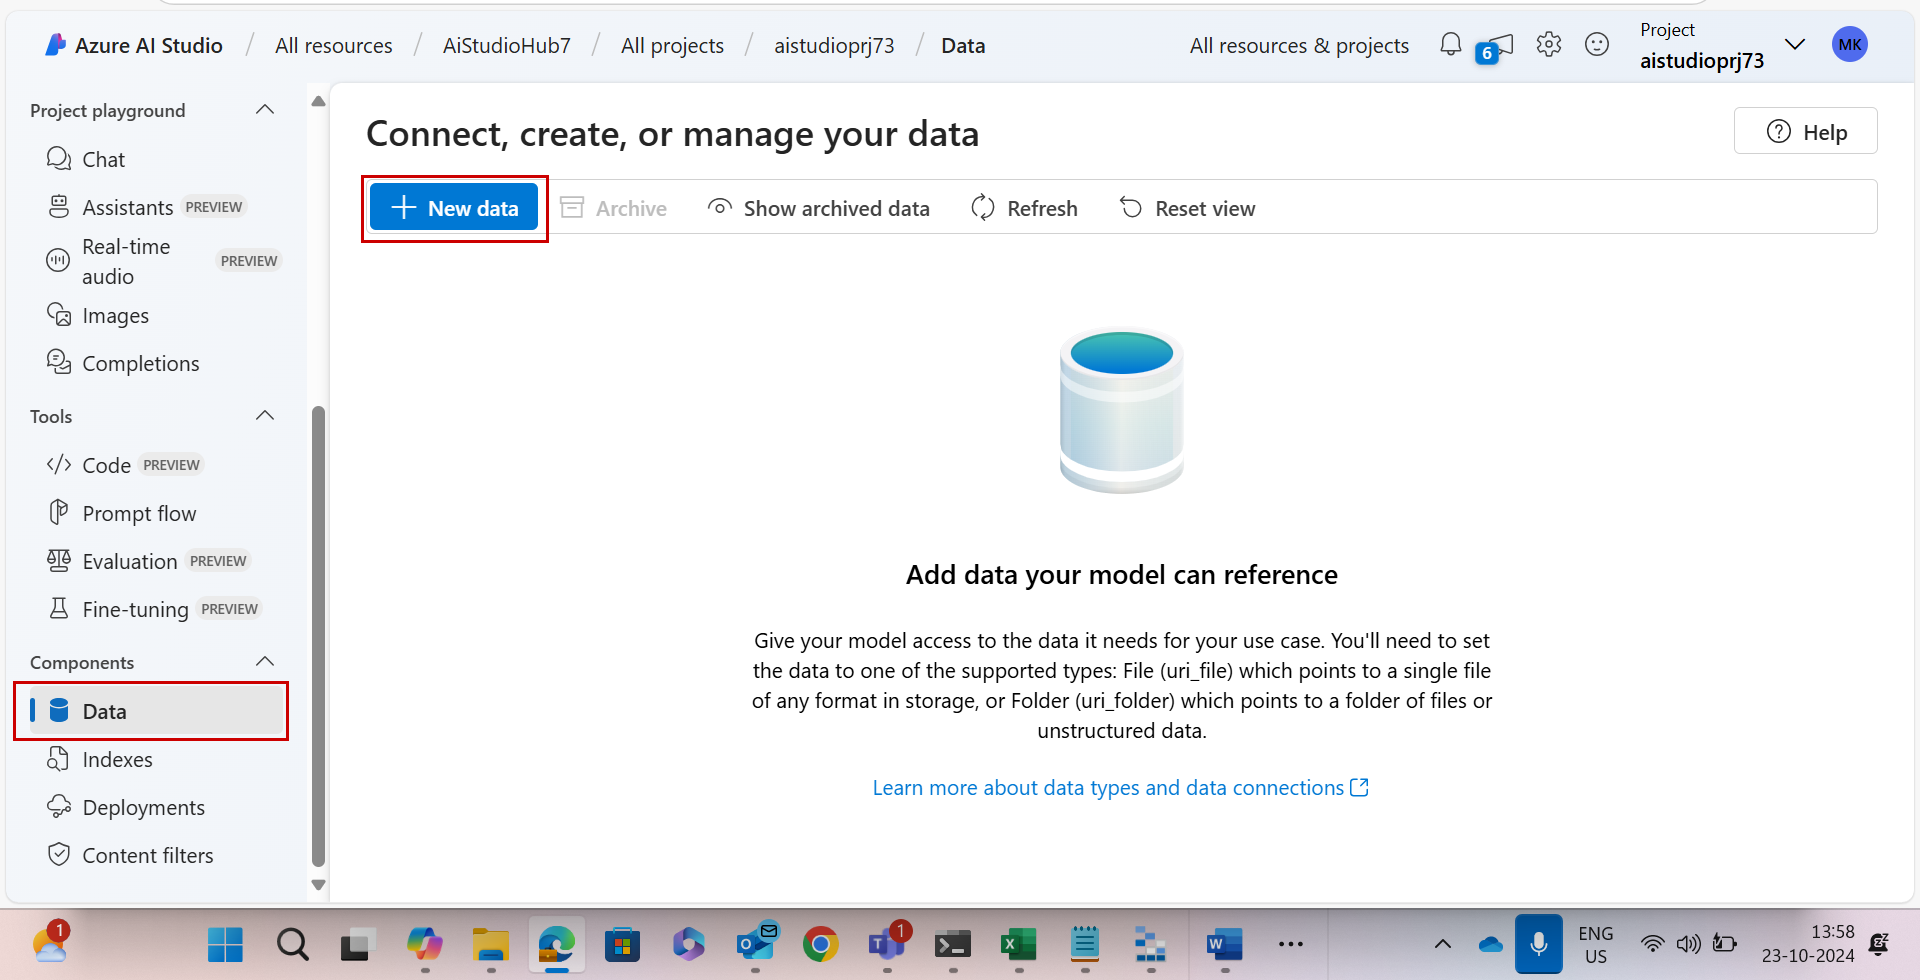 Azure AI Studio / All resources / AiStudioHub7 / All projects / aistudioprj73 / Data
All resources & projects
6
Project
aistudioprj73
MK
Project playground
Chat
Assistants PREVIEW
Real-time
audio
PREVIEW
Images
Completions
Tools
Code PREVIEW
Prompt flow
Evaluation PREVIEW
Fine-tuning PREVIEW
Components
Data
Indexes
Deployments
Content filters
Connect, create, or manage your data
Help
New data
Archive
Show archived data
Refresh
Reset view
Add data your model can reference
Give your model access to the data it needs for your use case. You'll need to set
the data to one of the supported types: File (uri_file) which points to a single file
of any format in storage, or Folder (uri_folder) which points to a folder of files or
unstructured data.
Learn more about data types and data connections
1
1
ENG
US
13:58
23-10-2024